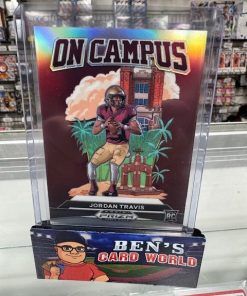 ON CAMPUS
JORDAN TRAVIS
PRIZM
RC
BEN'S
CARD WORLD